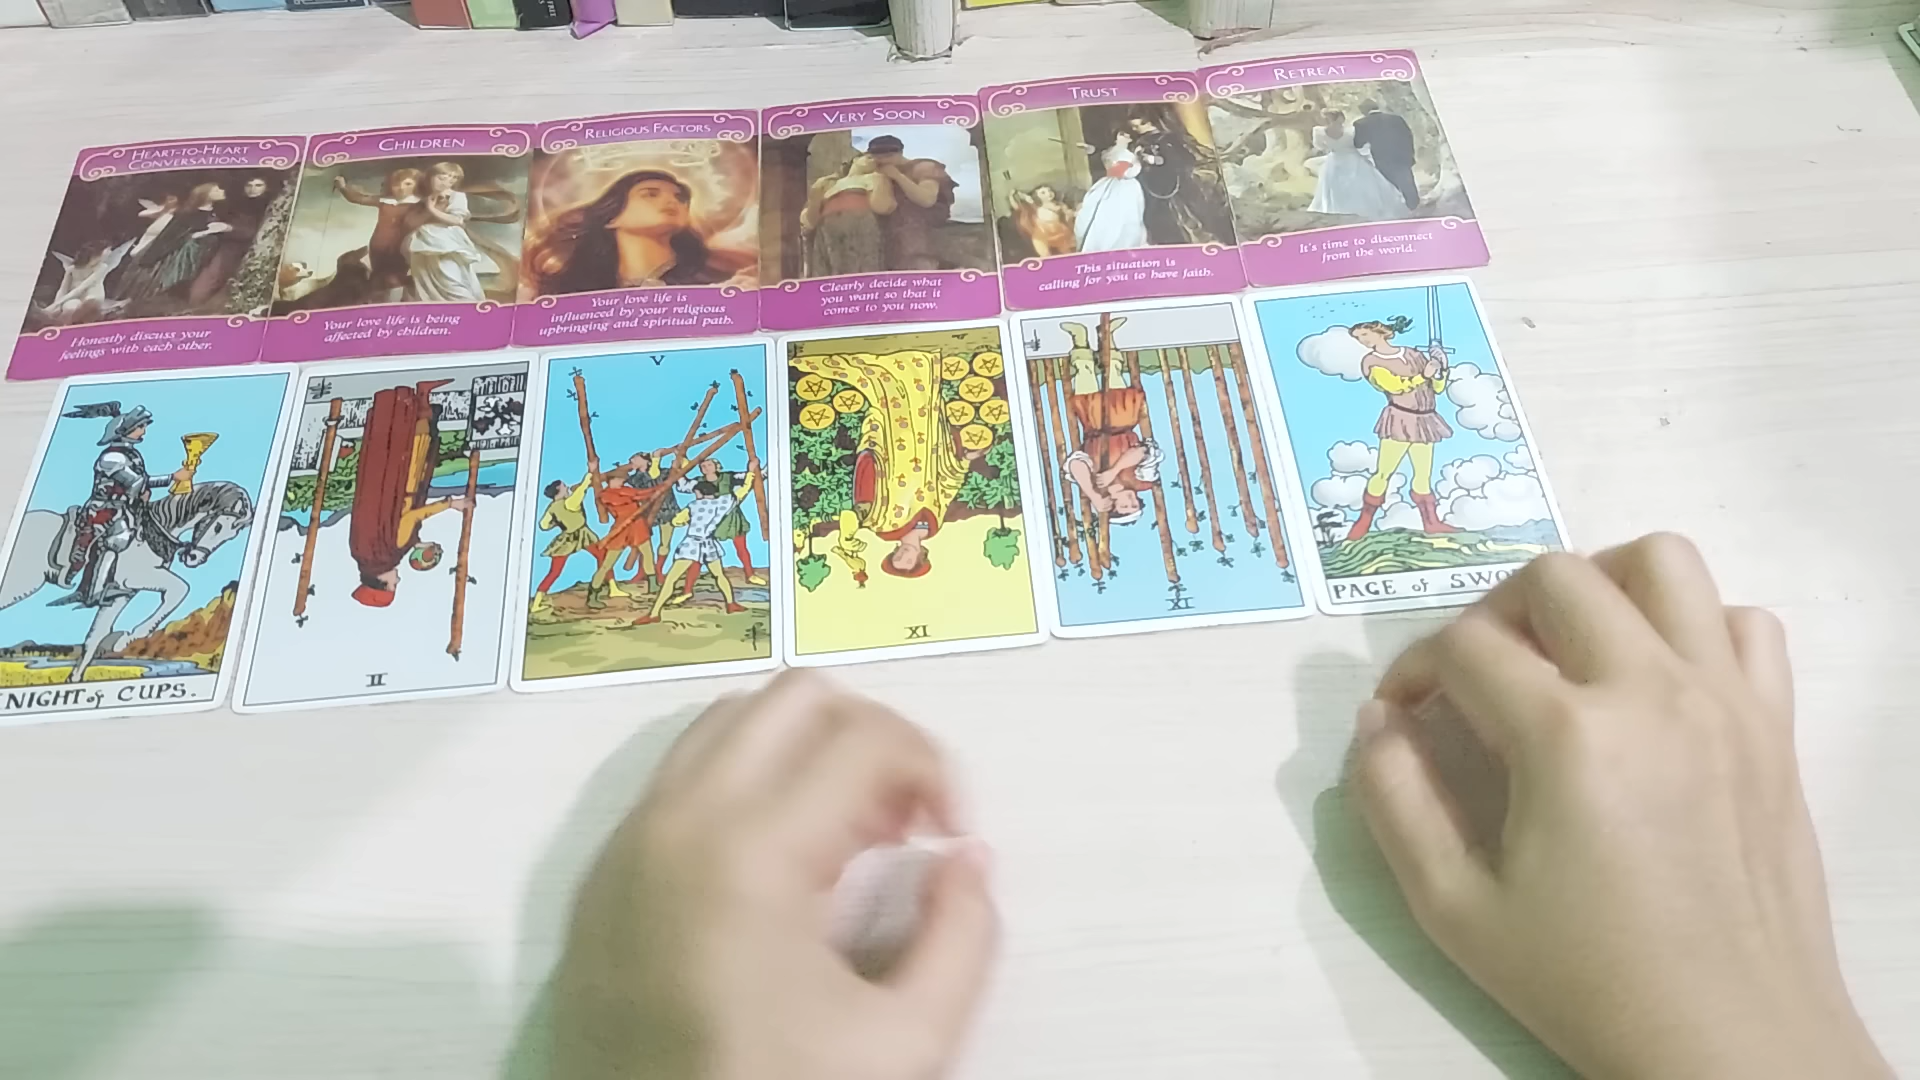 HEART-TO-HEART
CONVERSATIONS
Honestly discuss your
feelings with each other.
CHILDREN
Your love life is being
affected by children.
RELIGIOUS FACTORS
Your love life is
influenced by your religious
upbringing and spiritual path.
VERY SOON
Clearly decide what
you want so that it
comes to you now.
TRUST
This situation is
calling for you to have faith.
RETREAT
It's time to disconnect
from the world.
NIGHT of CUPS.
II
V
XI
XI
PAGE of SWO